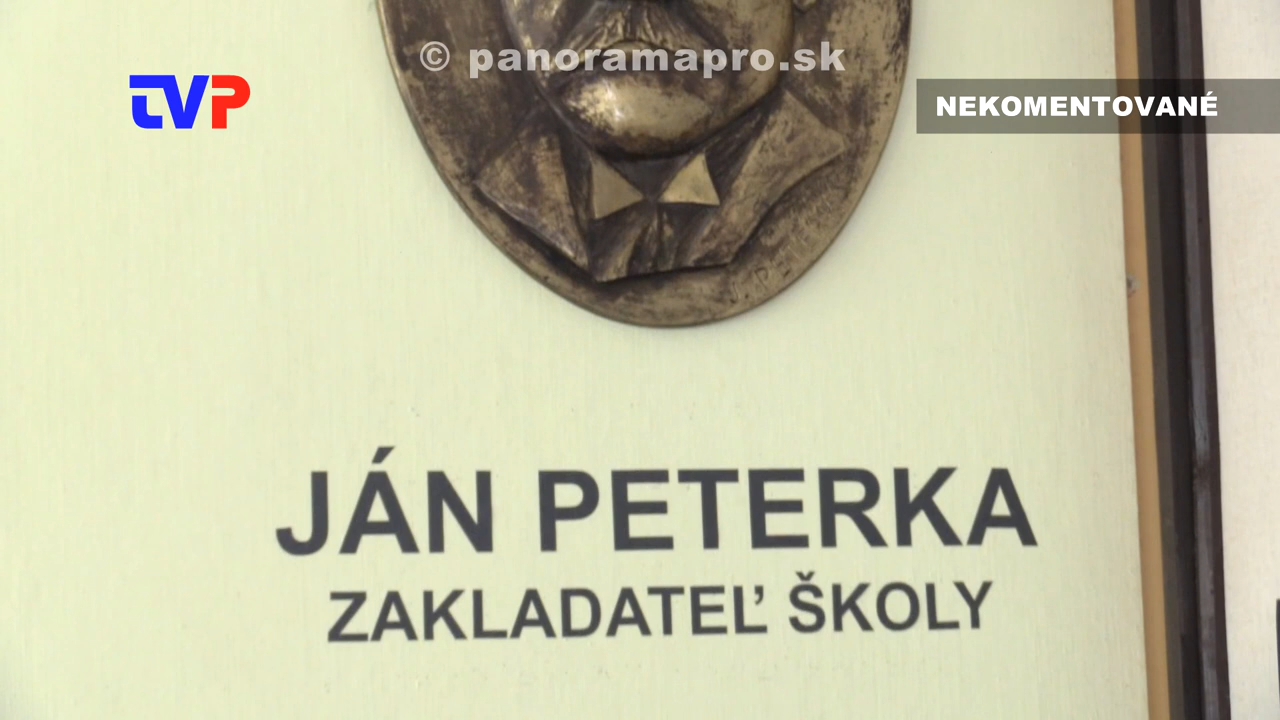 © panoramapro.sk
TVP
NEKOMENTOVANÉ
JÁN PETERKA
ZAKLADATEĽ ŠKOLY